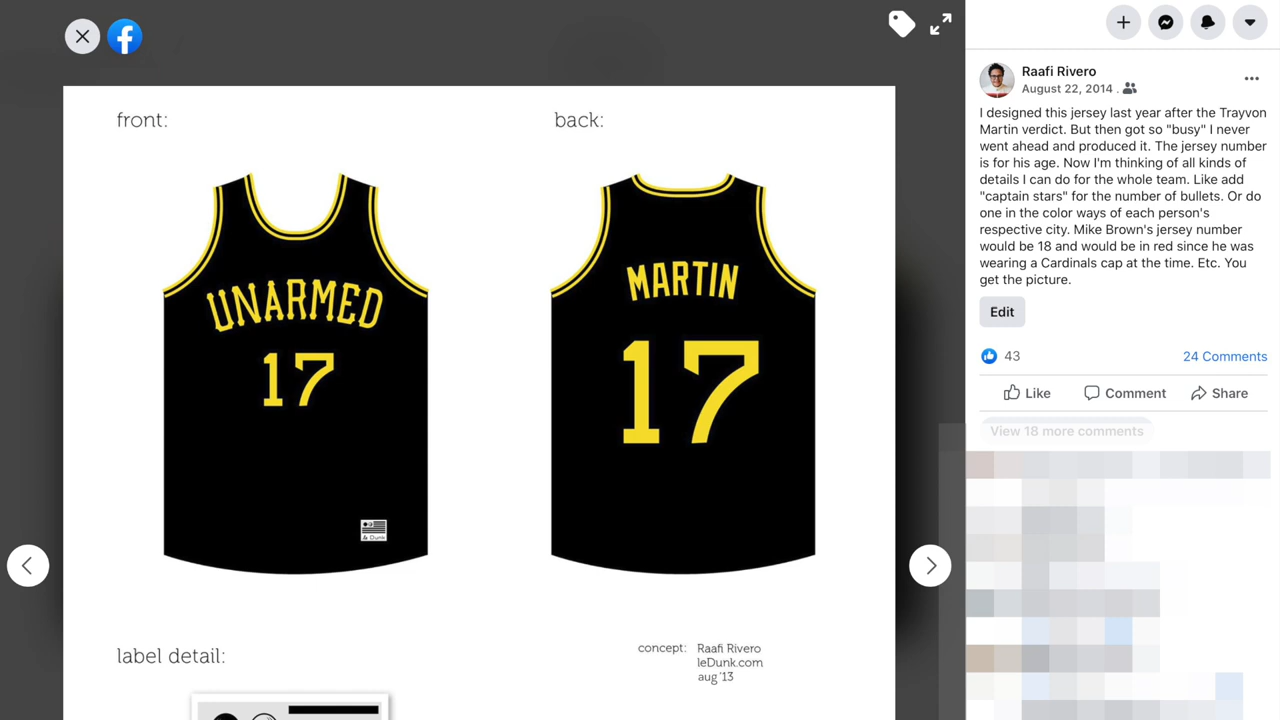 front:
back:
UNARMED
17
MARTIN
17
& Dunk
label detail:
concept: Raafi Rivero
leDunk.com
aug '13
Raafi Rivero
August 22, 2014 .
I designed this jersey last year after the Trayvon
Martin verdict. But then got so "busy" I never
went ahead and produced it. The jersey number
is for his age. Now I'm thinking of all kinds of
details I can do for the whole team. Like add
"captain stars" for the number of bullets. Or do
one in the color ways of each person's
respective city. Mike Brown's jersey number
would be 18 and would be in red since he was
wearing a Cardinals cap at the time. Etc. You
get the picture.
Edit
43
24 Comments
Like Comment Share
View 18 more comments